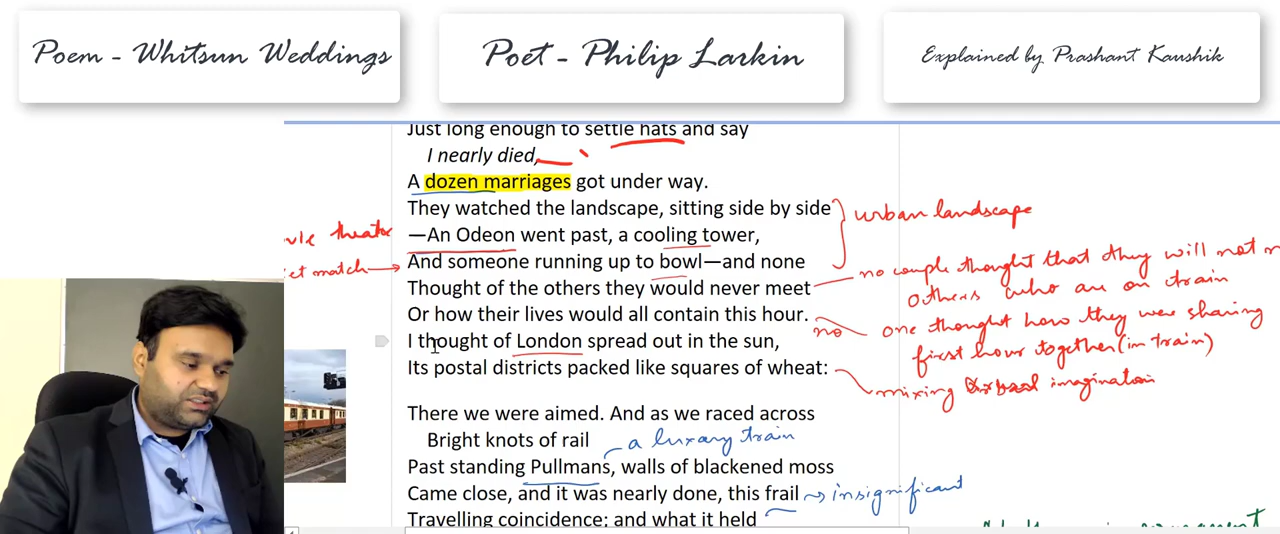 Poem - Whitsun Weddings
Poet - Philip Larkin
Explained by Prashant Kaushik
Just long enough to settle hats and say
I nearly died,
A dozen marriages got under way.
They watched the landscape, sitting side by side
urban landscape
—An Odeon went past, a cooling tower,
theatre
And someone running up to bowl—and none
et match
Thought of the others they would never meet
no couple thought that they will not m
others who are on train
Or how their lives would all contain this hour.
no one thought how they were sharing
first hour together (in train)
I thought of London spread out in the sun,
Its postal districts packed like squares of wheat:
mixing imagination
There we were aimed. And as we raced across
Bright knots of rail
a luxary train
Past standing Pullmans, walls of blackened moss
Came close, and it was nearly done, this frail
insignificant
Travelling coincidence: and what it held